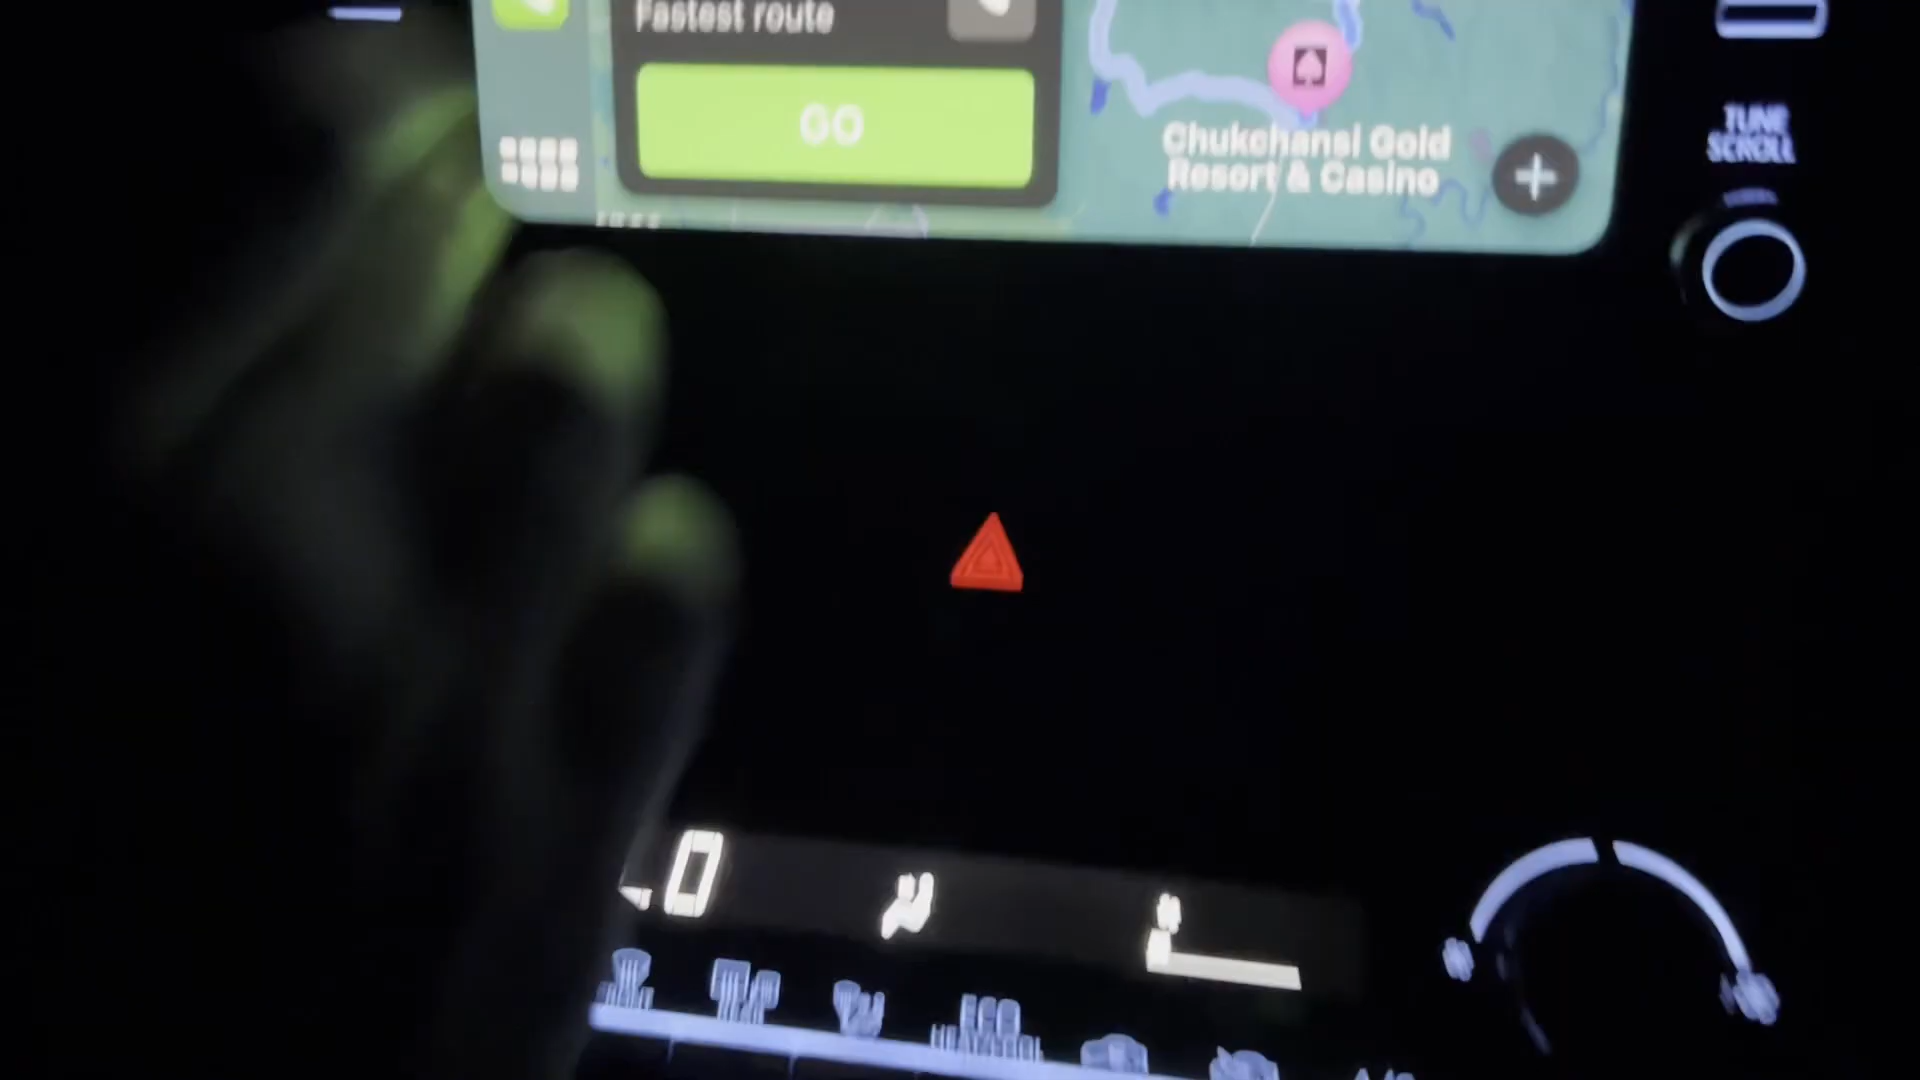 Fastest route
GO
Chukchansi Gold
Resort & Casino
TUNE
SCROLL